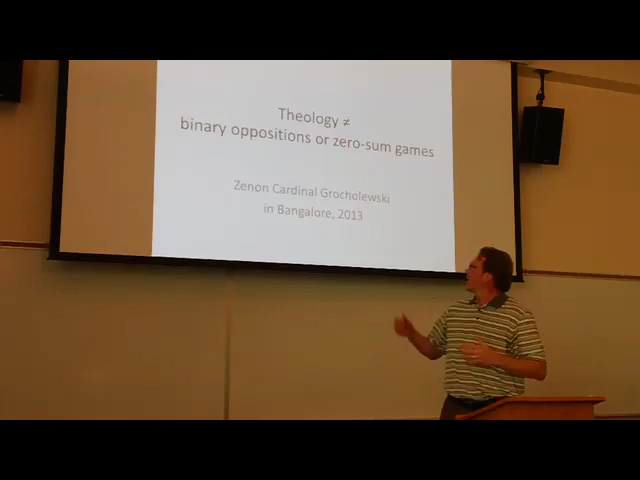 Theology ≠
binary oppositions or zero-sum games
Zenon Cardinal Grocholewski
in Bangalore, 2013